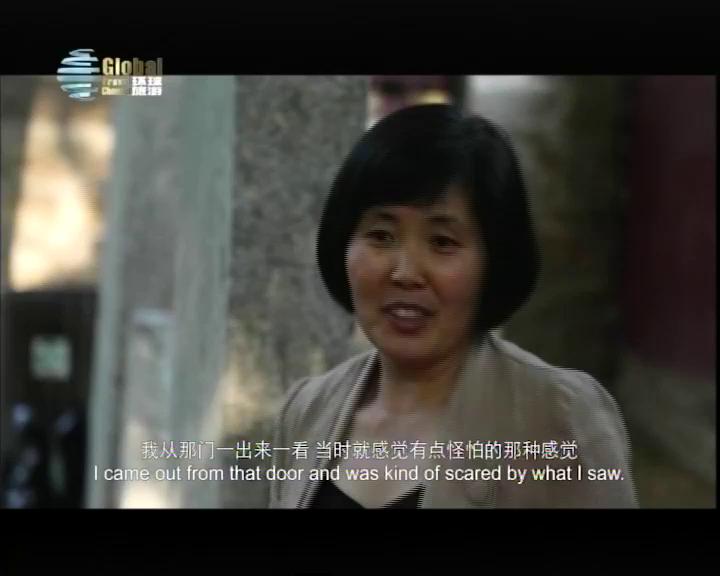 Global
Travel 环球
Channel 旅游
我从那门一出来一看 当时就感觉有点怪怕的那种感觉
I came out from that door and was kind of scared by what I saw.